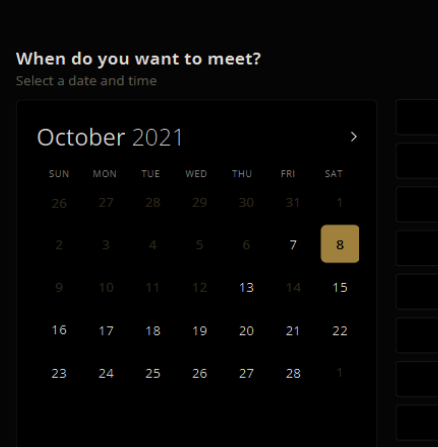 When do you want to meet?
Select a date and time
October 2021
SUN MON TUE WED THU FRI SAT
26 27 28 29 30 31 1
2 3 4 5 6 7 8
9 10 11 12 13 14 15
16 17 18 19 20 21 22
23 24 25 26 27 28 1